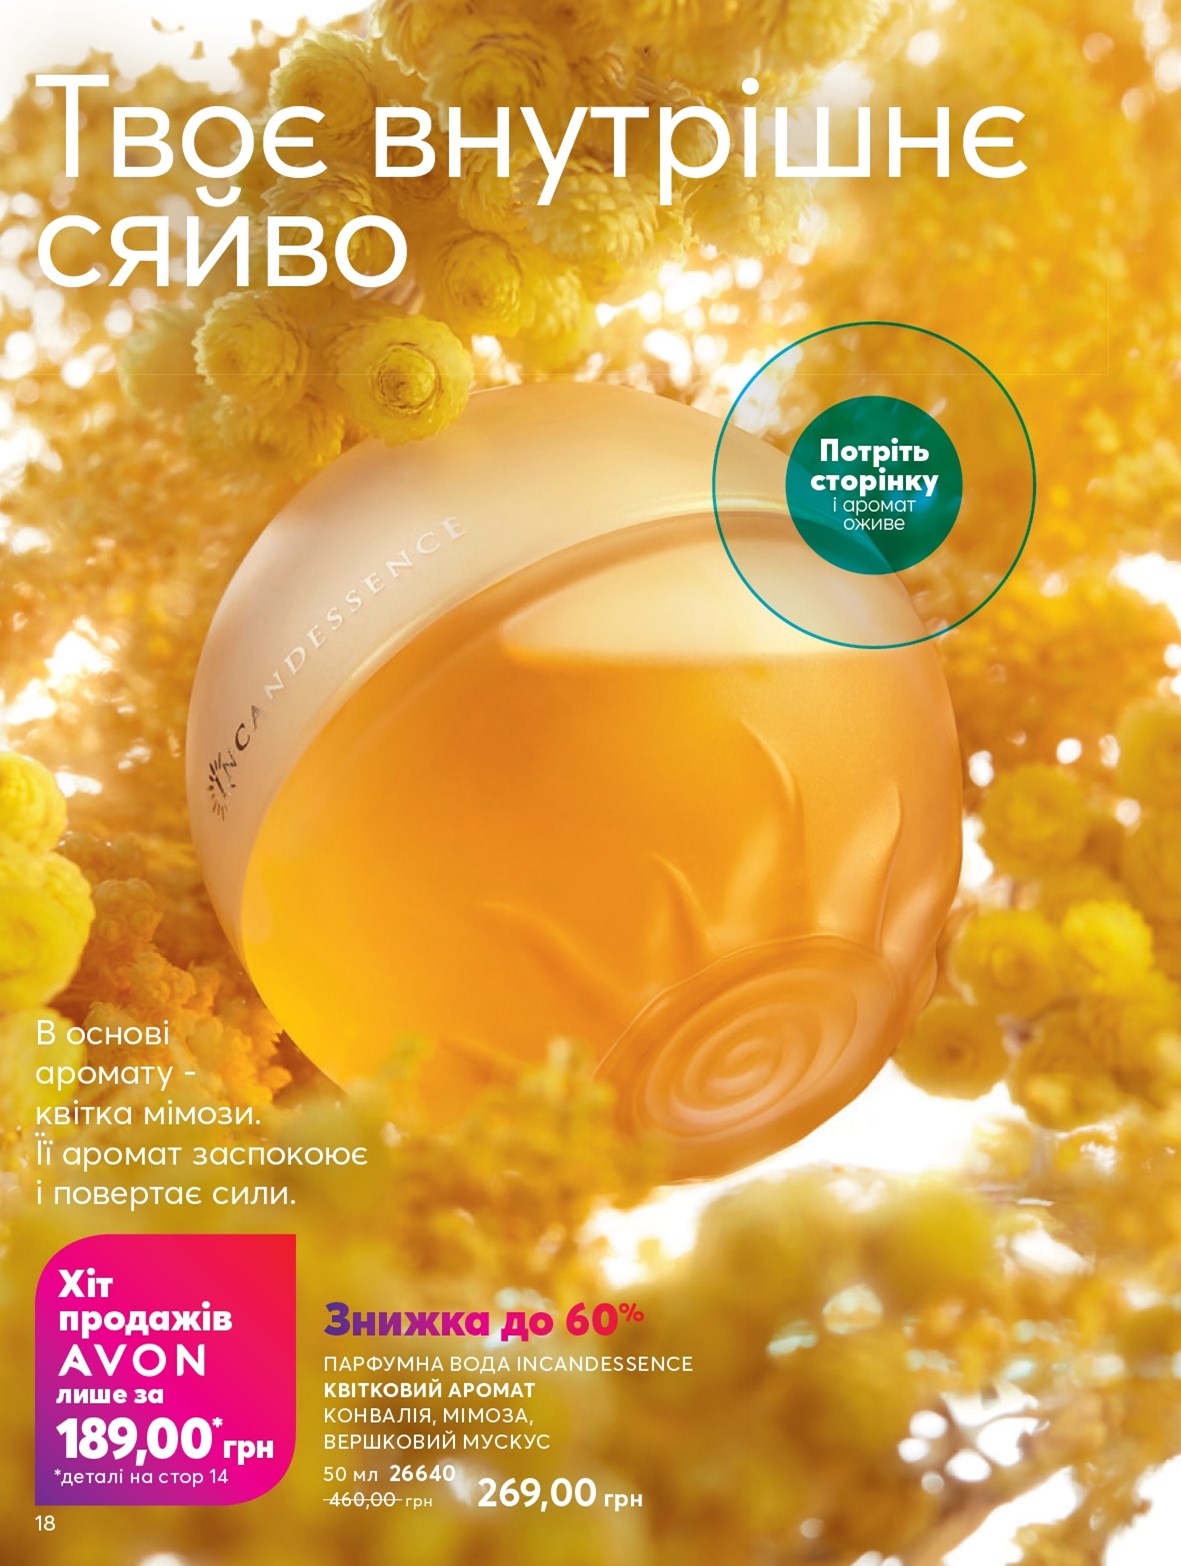 Твоє внутрішнє
сяйво
Потріть
сторінку
і аромат
оживе
INCANDESSENCE
В основі
аромату -
квітка мімози.
Її аромат заспокоює
і повертає сили.
Хіт
продажів
AVON
лише за
189,00* грн
*деталі на стор 14
Знижка до 60%
ПАРФУМНА ВОДА INCANDESSENCE
КВІТКОВИЙ АРОМАТ
КОНВАЛІЯ, МІМОЗА,
ВЕРШКОВИЙ МУСКУС
50 мл 26640
460,00 грн 269,00 грн
18